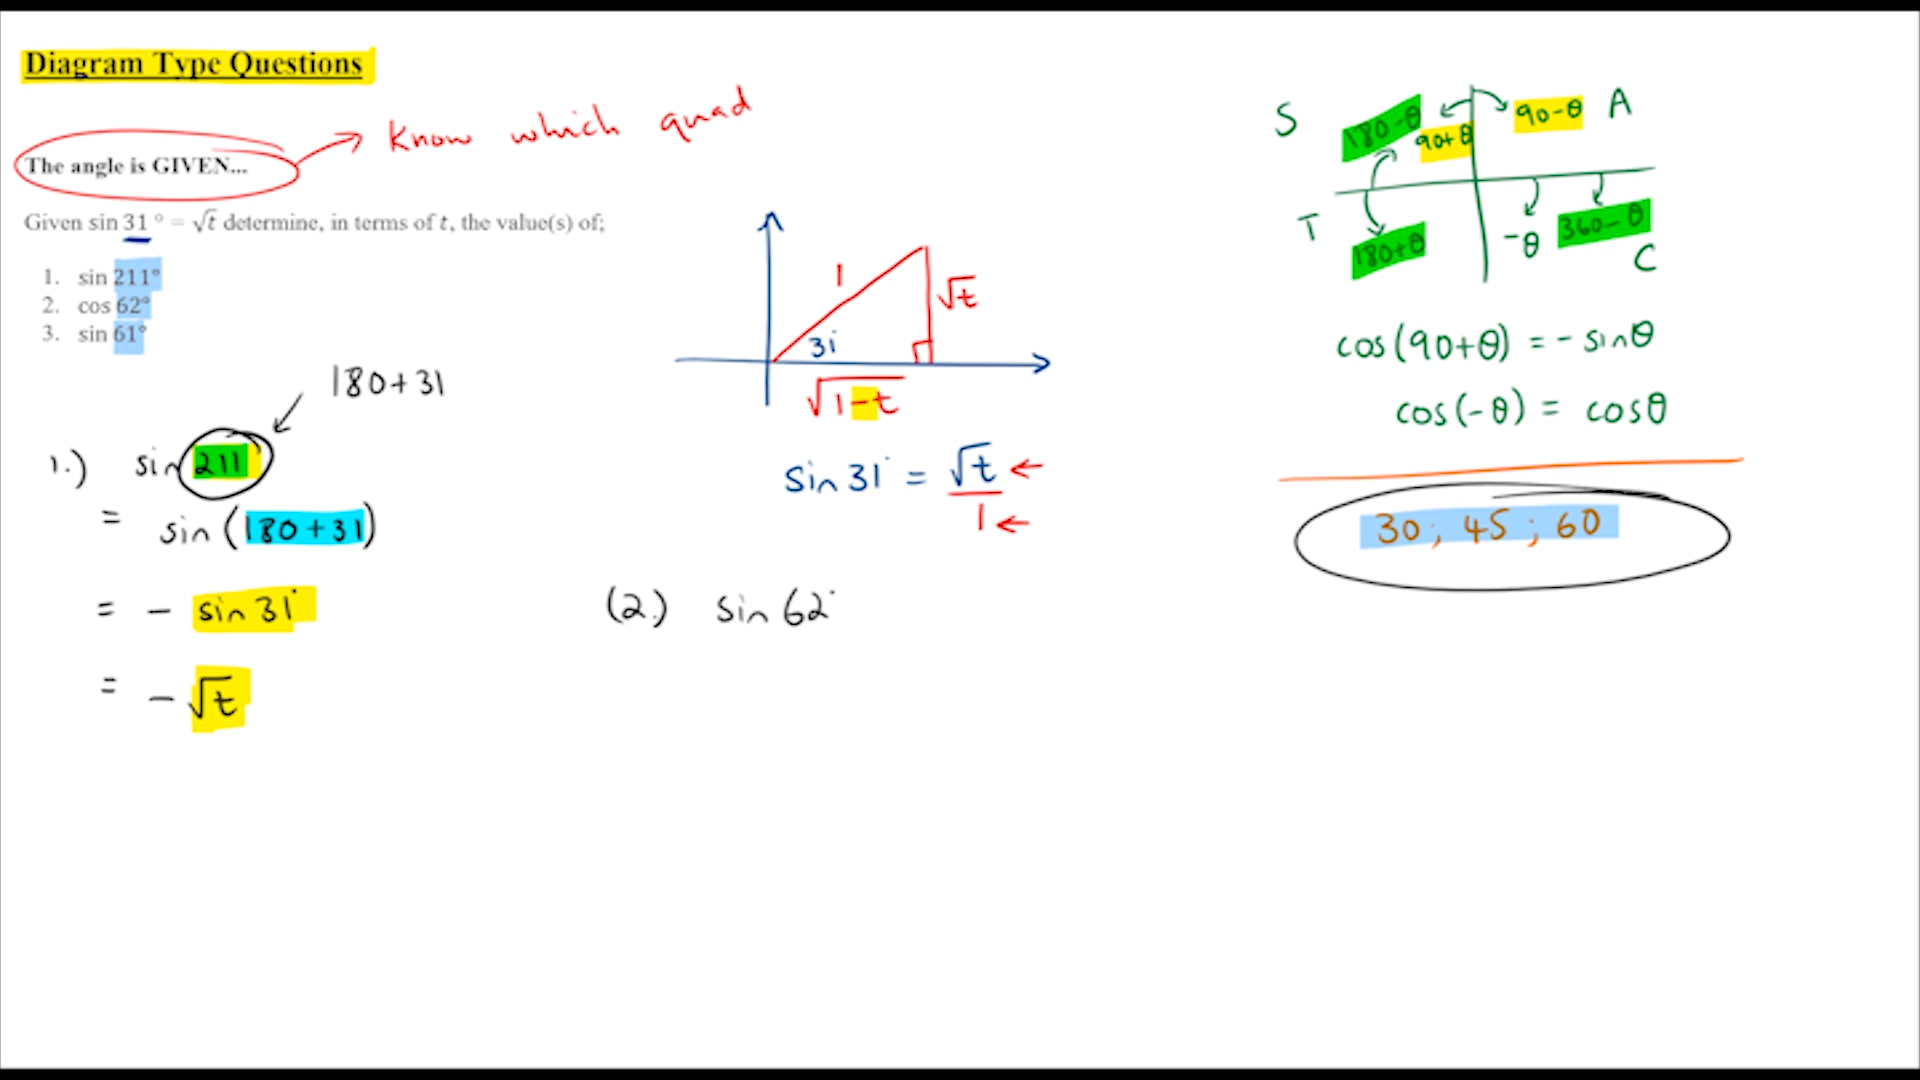 Diagram Type Questions
Know which quad
The angle is GIVEN...
Given sin 31 ° = √t determine, in terms of t, the value(s) of;
1. sin 211°
2. cos 62°
3. sin 61°
180+31
1.) sin 211
= sin (180+31)
= - sin 31°
= - √t
1
√t
31°
√1-t
sin 31° = √t
1
(2.) sin 62°
S 180-θ 90+θ 90-θ A
T 180+θ -θ 360-θ C
cos(90+θ) = - sinθ
cos(-θ) = cosθ
30 ; 45 ; 60